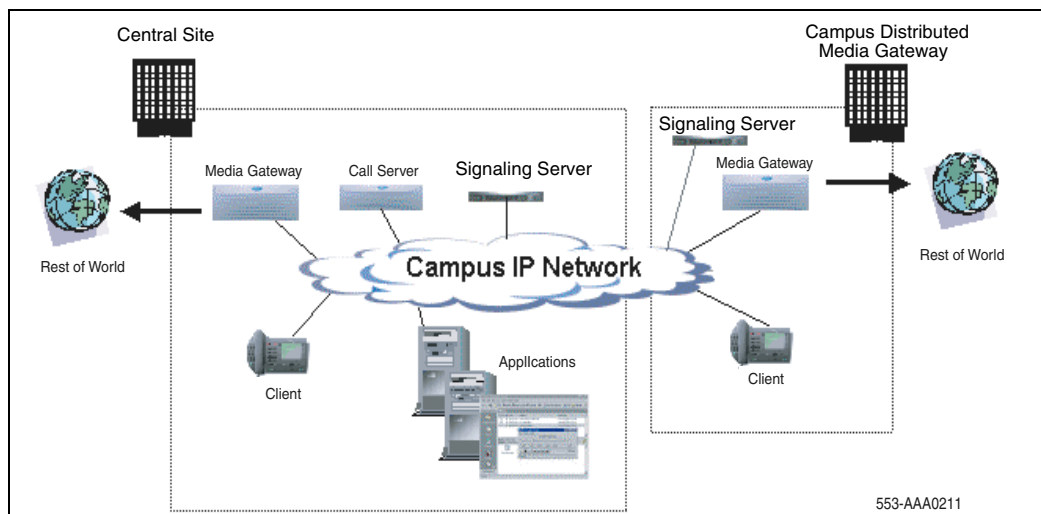 Central Site
Campus Distributed
Media Gateway
Signaling Server
Media Gateway
Call Server
Signaling Server
Media Gateway
Rest of World
Rest of World
Campus IP Network
Applications
Client
Client
553-AAA0211